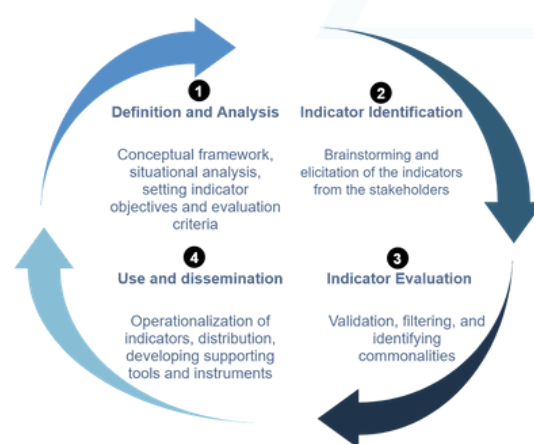 1
Definition and Analysis
Conceptual framework,
situational analysis,
setting indicator
objectives and evaluation
criteria
2
Indicator Identification
Brainstorming and
elicitation of the indicators
from the stakeholders
3
Indicator Evaluation
Validation, filtering, and
identifying
commonalities
4
Use and dissemination
Operationalization of
indicators, distribution,
developing supporting
tools and instruments